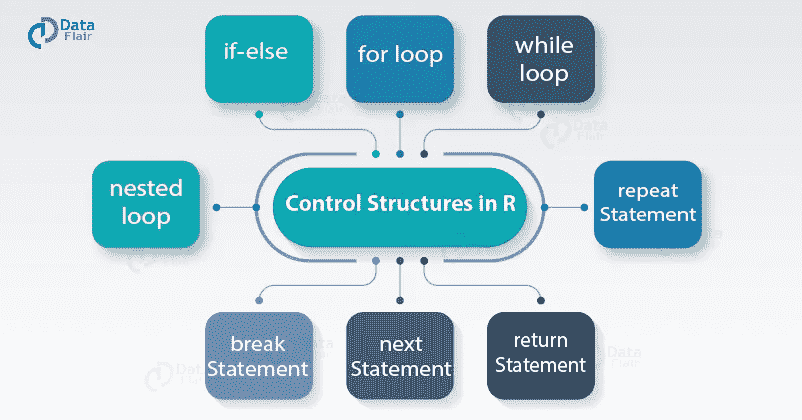 Data
Flair
if-else
for loop
while
loop
nested
loop
Control Structures in R
repeat
Statement
break
Statement
next
Statement
return
Statement